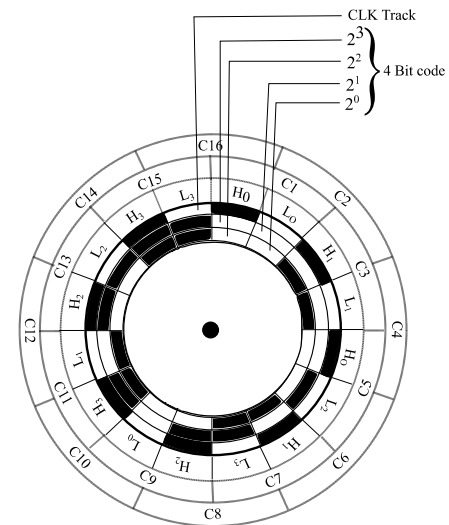 CLK Track
2³
2²
2¹
2⁰
4 Bit code
C16
C1
C2
C3
C4
C5
C6
C7
C8
C9
C10
C11
C12
C13
C14
C15
H0
L₀
H₁
L₁
H₀
L₂
H₁
L₃
H₂
L₀
H₃
L₁
H₂
L₂
H₃
L₃